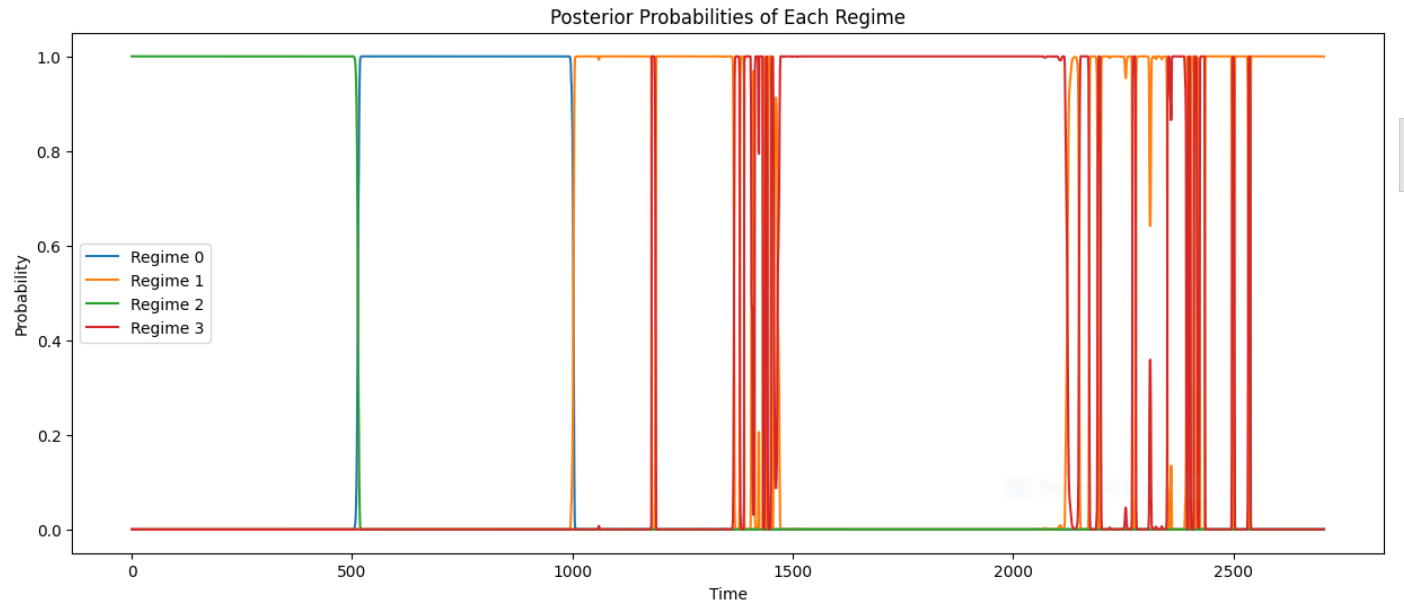 Posterior Probabilities of Each Regime
1.0
0.8
0.6
0.4
0.2
0.0
Probability
Regime 0
Regime 1
Regime 2
Regime 3
0
500
1000
1500
2000
2500
Time